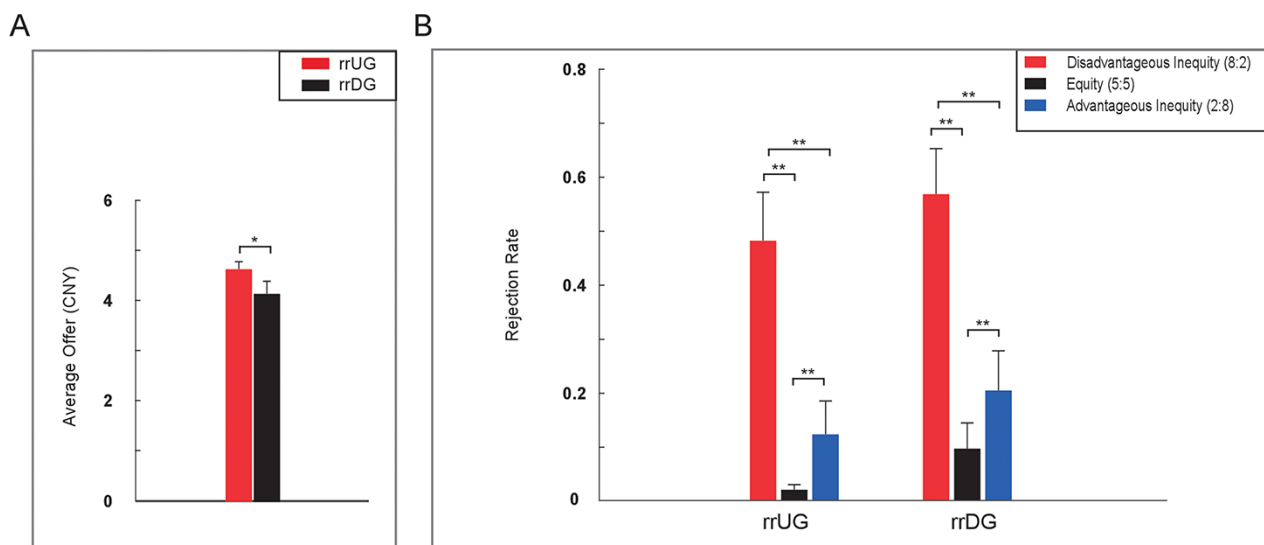 A
rrUG
rrDG
Average Offer (CNY)
6
4
2
0
*
B
Disadvantageous Inequity (8:2)
Equity (5:5)
Advantageous Inequity (2:8)
Rejection Rate
0.8
0.6
0.4
0.2
0
**
**
**
**
**
**
rrUG
rrDG